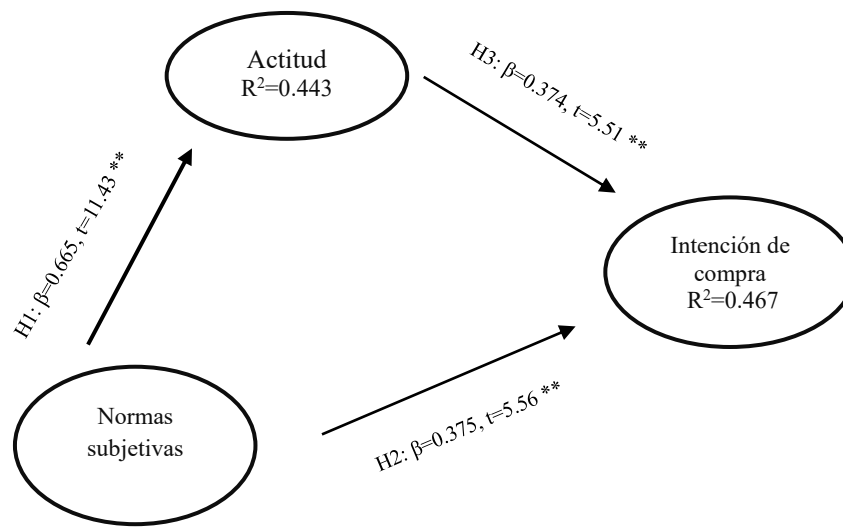 Actitud
R²=0.443
H3: β=0.374, t=5.51 **
H1: β=0.665, t=11.43 **
Intención de
compra
R²=0.467
Normas
subjetivas
H2: β=0.375, t=5.56 **